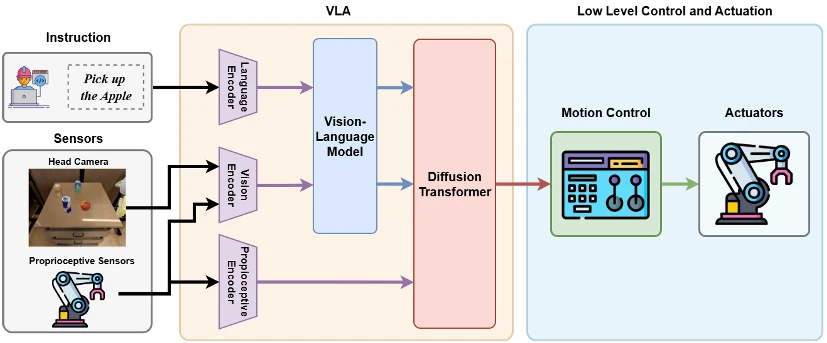 VLA
Low Level Control and Actuation
Instruction
Pick up
the Apple
Sensors
Head Camera
Proprioceptive Sensors
Language
Encoder
Vision
Encoder
Propioceptive
Encoder
Vision-
Language
Model
Diffusion
Transformer
Motion Control
Actuators